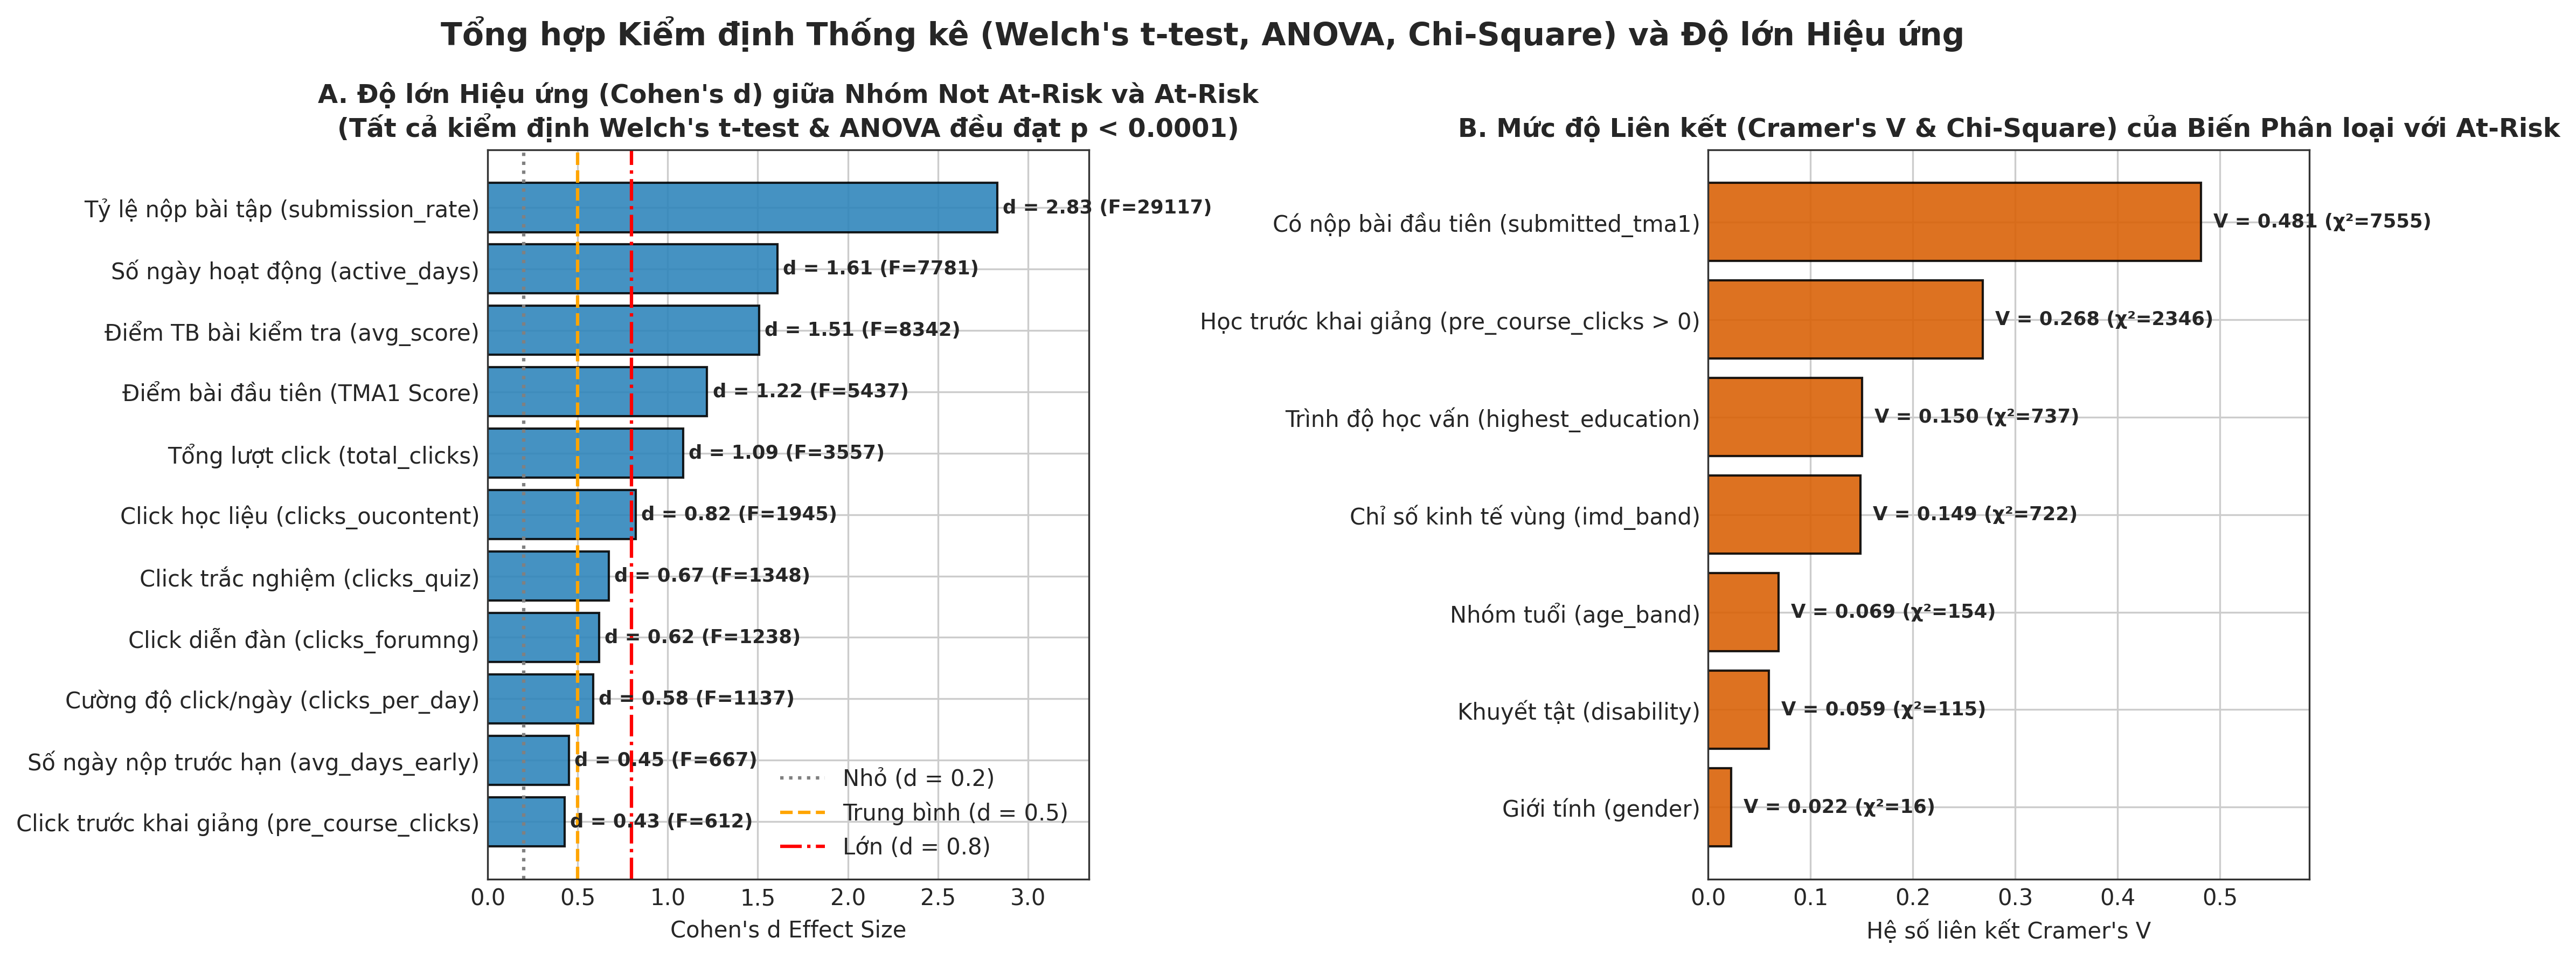 Tổng hợp Kiểm định Thống kê (Welch's t-test, ANOVA, Chi-Square) và Độ lớn Hiệu ứng
A. Độ lớn Hiệu ứng (Cohen's d) giữa Nhóm Not At-Risk và At-Risk
(Tất cả kiểm định Welch's t-test & ANOVA đều đạt p < 0.0001)
Tỷ lệ nộp bài tập (submission_rate)
d = 2.83 (F=29117)
Số ngày hoạt động (active_days)
d = 1.61 (F=7781)
Điểm TB bài kiểm tra (avg_score)
d = 1.51 (F=8342)
Điểm bài đầu tiên (TMA1 Score)
d = 1.22 (F=5437)
Tổng lượt click (total_clicks)
d = 1.09 (F=3557)
Click học liệu (clicks_oucontent)
d = 0.82 (F=1945)
Click trắc nghiệm (clicks_quiz)
d = 0.67 (F=1348)
Click diễn đàn (clicks_forumng)
d = 0.62 (F=1238)
Cường độ click/ngày (clicks_per_day)
d = 0.58 (F=1137)
Số ngày nộp trước hạn (avg_days_early)
d = 0.45 (F=667)
Click trước khai giảng (pre_course_clicks)
d = 0.43 (F=612)
Nhỏ (d = 0.2)
Trung bình (d = 0.5)
Lớn (d = 0.8)
0.0 0.5 1.0 1.5 2.0 2.5 3.0
Cohen's d Effect Size
B. Mức độ Liên kết (Cramer's V & Chi-Square) của Biến Phân loại với At-Risk
Có nộp bài đầu tiên (submitted_tma1)
V = 0.481 (χ²=7555)
Học trước khai giảng (pre_course_clicks > 0)
V = 0.268 (χ²=2346)
Trình độ học vấn (highest_education)
V = 0.150 (χ²=737)
Chỉ số kinh tế vùng (imd_band)
V = 0.149 (χ²=722)
Nhóm tuổi (age_band)
V = 0.069 (χ²=154)
Khuyết tật (disability)
V = 0.059 (χ²=115)
Giới tính (gender)
V = 0.022 (χ²=16)
0.0 0.1 0.2 0.3 0.4 0.5
Hệ số liên kết Cramer's V